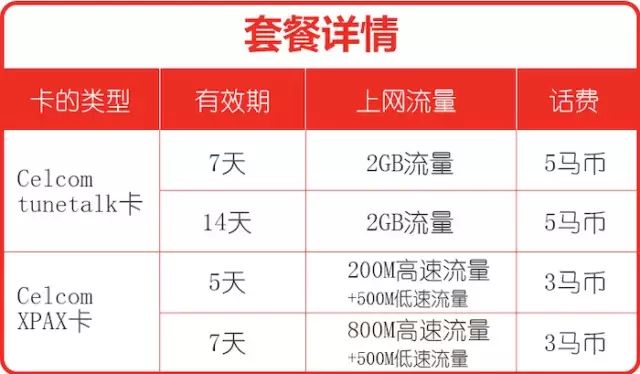 套餐详情
卡的类型 有效期 上网流量 话费
Celcom tunetalk卡 7天 2GB流量 5马币
14天 2GB流量 5马币
Celcom XPAX卡 5天 200M高速流量 +500M低速流量 3马币
7天 800M高速流量 +500M低速流量 3马币